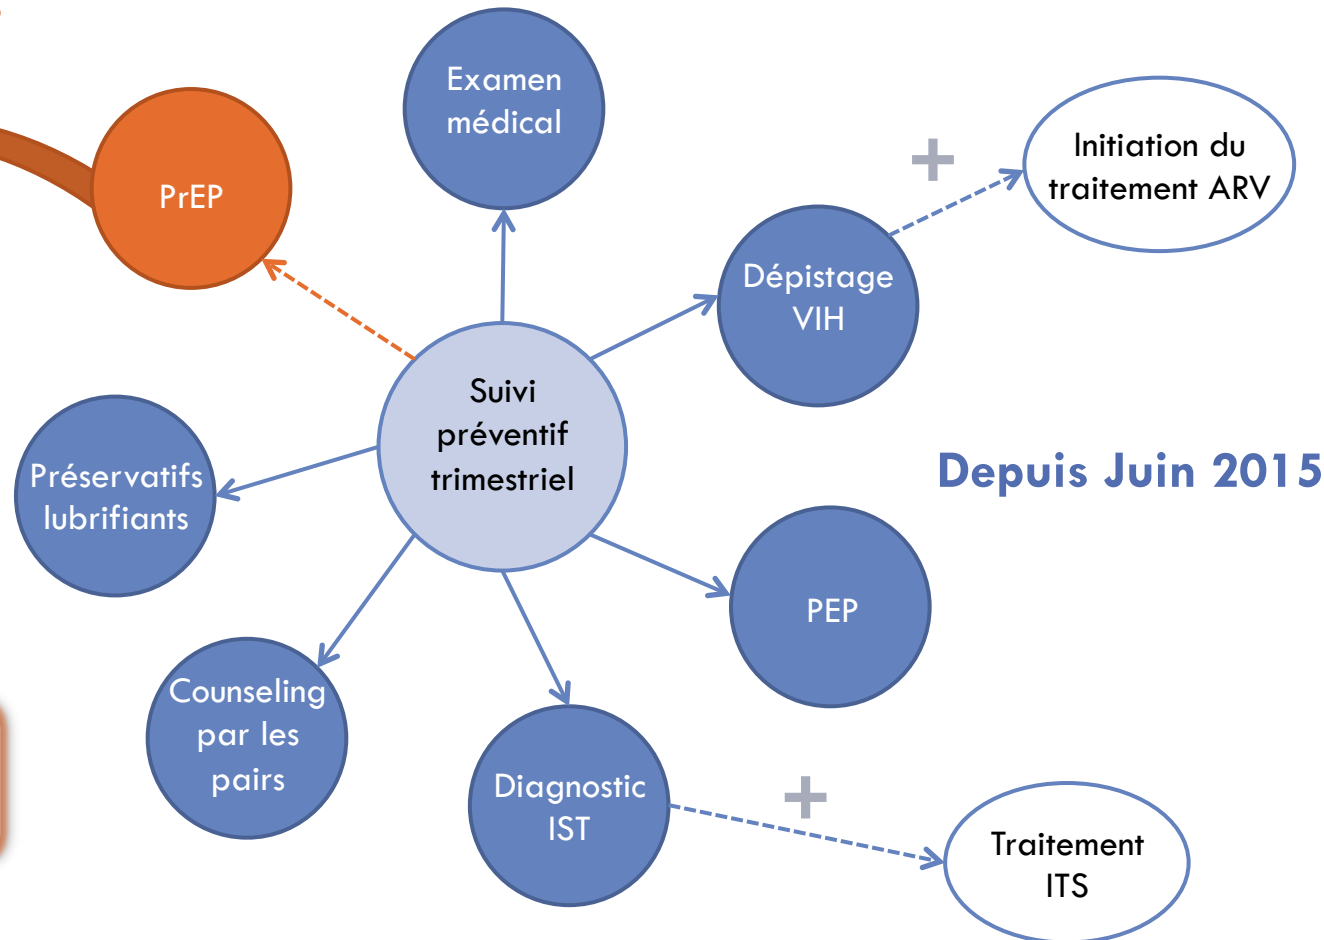 Examen
médical
+
Initiation du
traitement ARV
PrEP
Dépistage
VIH
Suivi
préventif
trimestriel
Depuis Juin 2015
Préservatifs
lubrifiants
PEP
Counseling
par les
pairs
Diagnostic
IST
+
Traitement
ITS